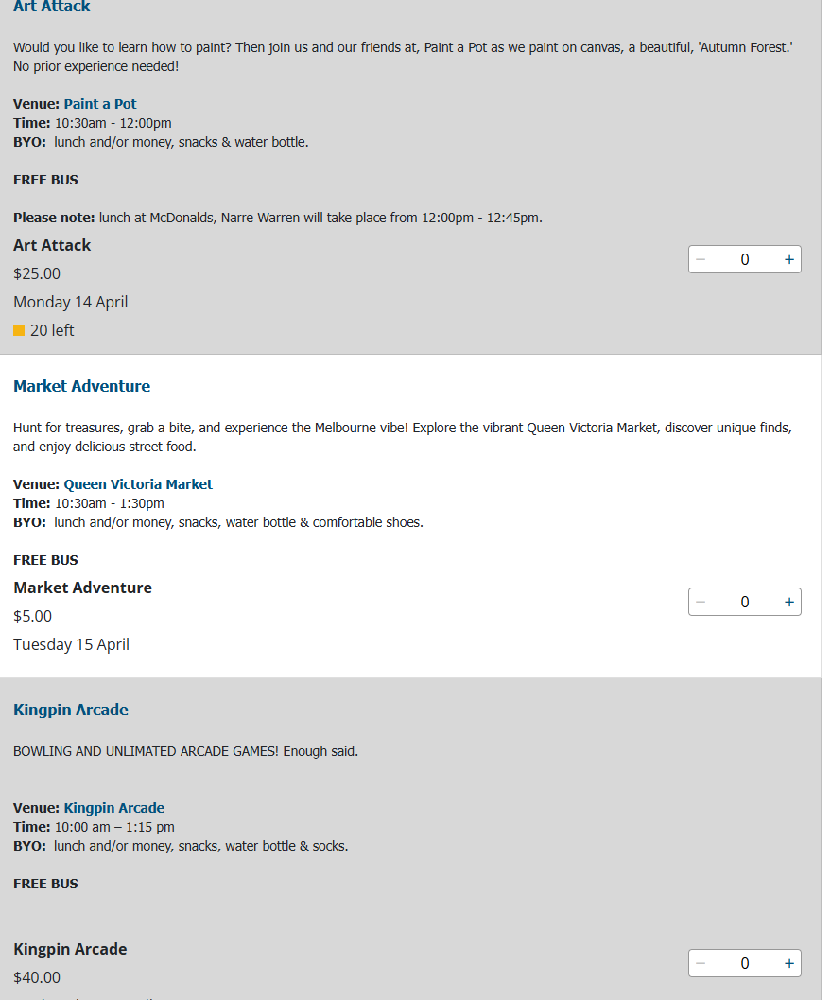 Art Attack
Would you like to learn how to paint? Then join us and our friends at, Paint a Pot as we paint on canvas, a beautiful, 'Autumn Forest.'
No prior experience needed!
Venue: Paint a Pot
Time: 10:30am - 12:00pm
BYO: lunch and/or money, snacks & water bottle.
FREE BUS
Please note: lunch at McDonalds, Narre Warren will take place from 12:00pm - 12:45pm.
Art Attack
− 0 +
$25.00
Monday 14 April
20 left
Market Adventure
Hunt for treasures, grab a bite, and experience the Melbourne vibe! Explore the vibrant Queen Victoria Market, discover unique finds,
and enjoy delicious street food.
Venue: Queen Victoria Market
Time: 10:30am - 1:30pm
BYO: lunch and/or money, snacks, water bottle & comfortable shoes.
FREE BUS
Market Adventure
− 0 +
$5.00
Tuesday 15 April
Kingpin Arcade
BOWLING AND UNLIMATED ARCADE GAMES! Enough said.
Venue: Kingpin Arcade
Time: 10:00 am – 1:15 pm
BYO: lunch and/or money, snacks, water bottle & socks.
FREE BUS
Kingpin Arcade
− 0 +
$40.00